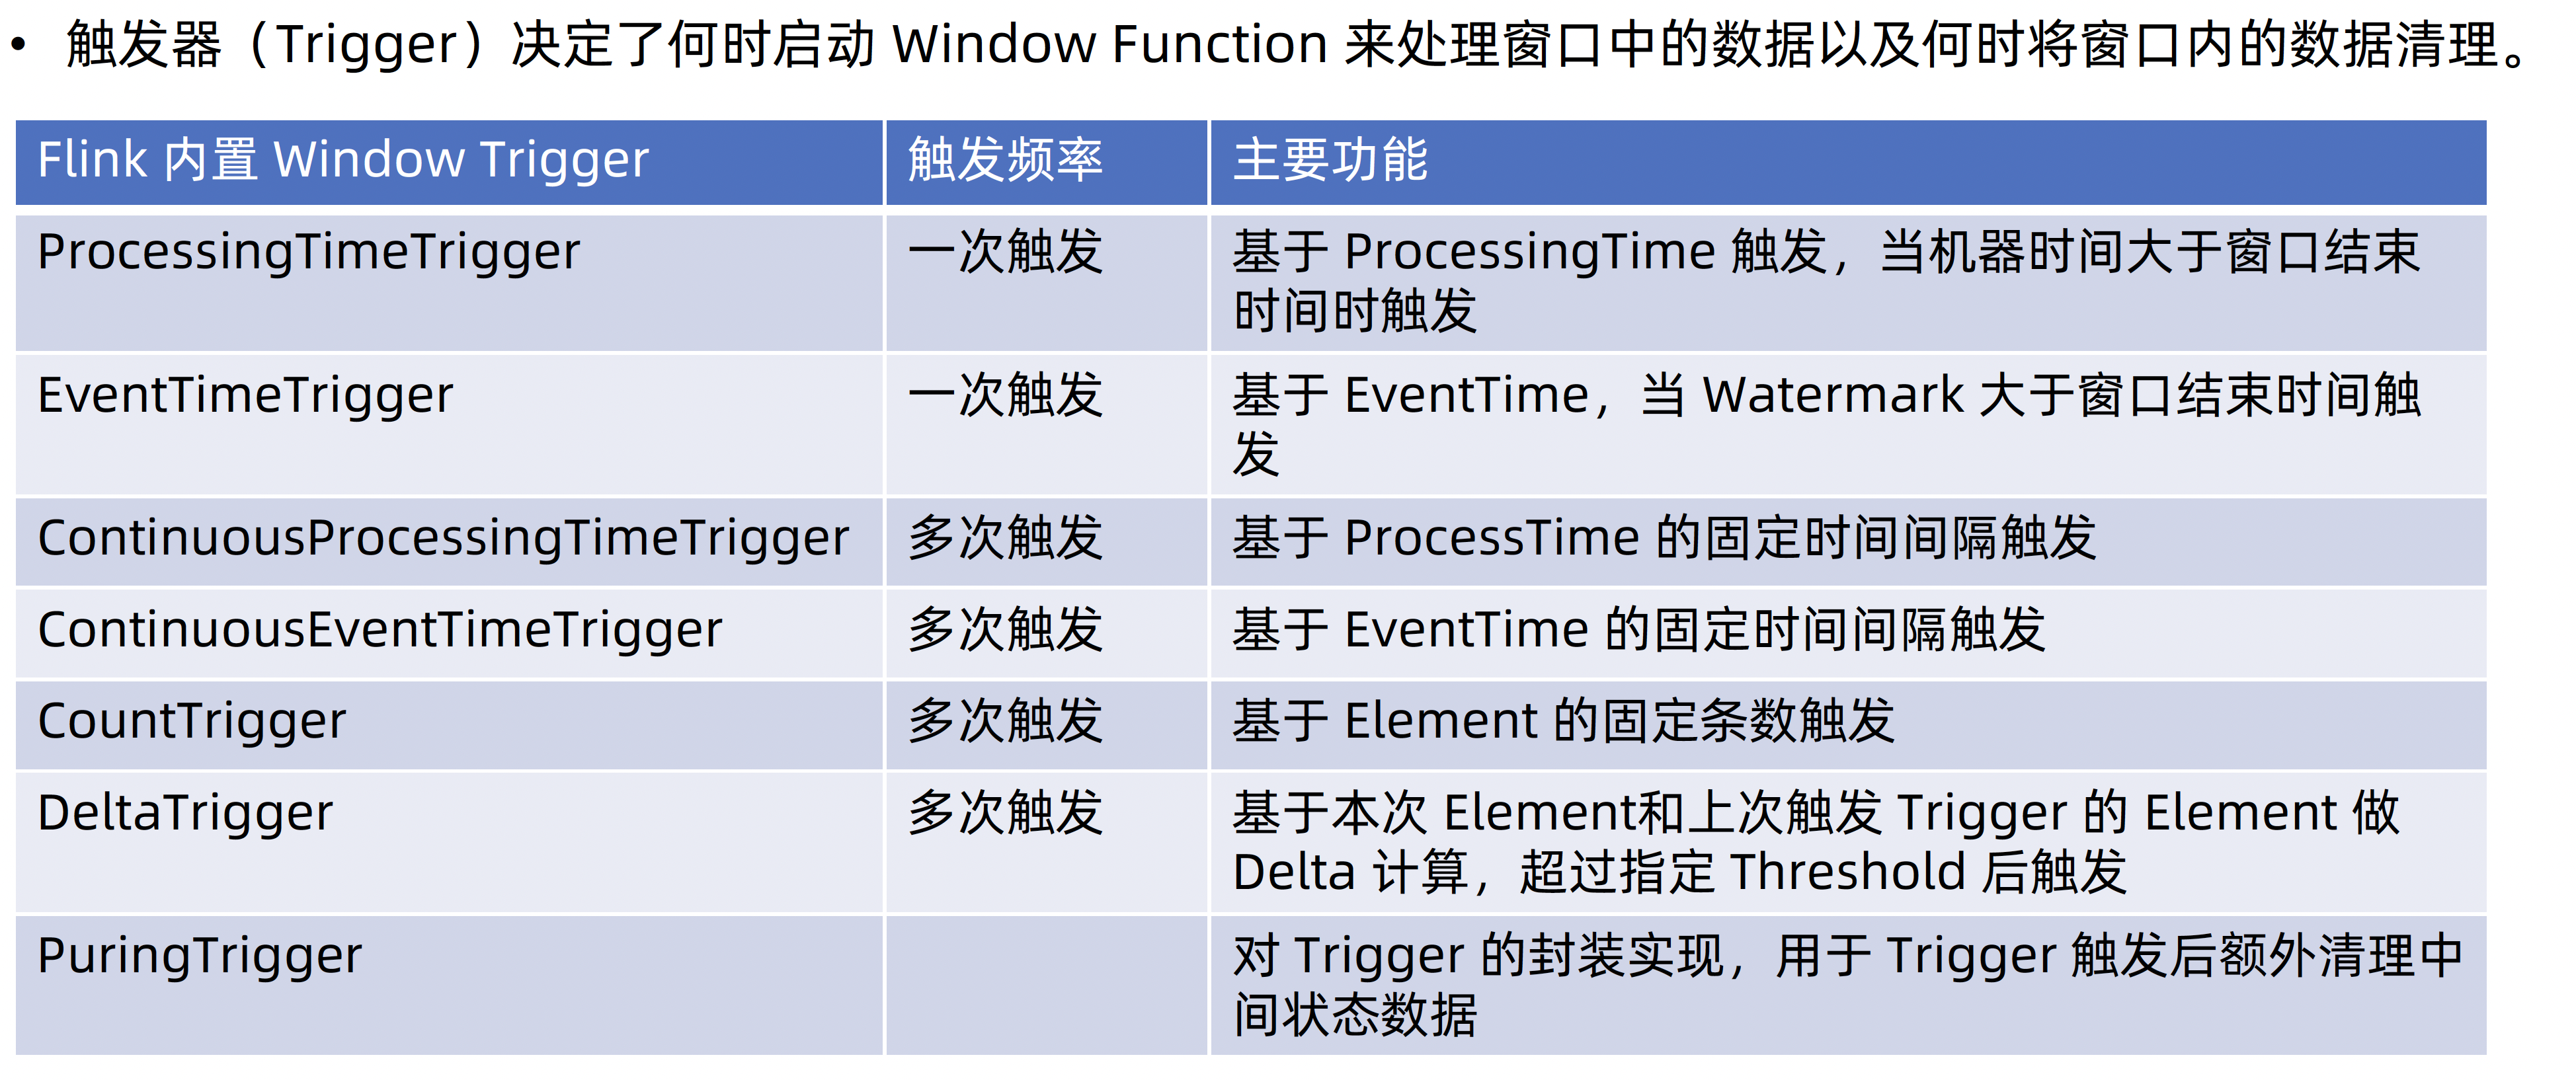 • 触发器（Trigger）决定了何时启动 Window Function 来处理窗口中的数据以及何时将窗口内的数据清理。
Flink 内置 Window Trigger 触发频率 主要功能
ProcessingTimeTrigger 一次触发 基于 ProcessingTime 触发，当机器时间大于窗口结束
时间时触发
EventTimeTrigger 一次触发 基于 EventTime，当 Watermark 大于窗口结束时间触
发
ContinuousProcessingTimeTrigger 多次触发 基于 ProcessTime 的固定时间间隔触发
ContinuousEventTimeTrigger 多次触发 基于 EventTime 的固定时间间隔触发
CountTrigger 多次触发 基于 Element 的固定条数触发
DeltaTrigger 多次触发 基于本次 Element和上次触发 Trigger 的 Element 做
Delta 计算，超过指定 Threshold 后触发
PuringTrigger 对 Trigger 的封装实现，用于 Trigger 触发后额外清理中
间状态数据